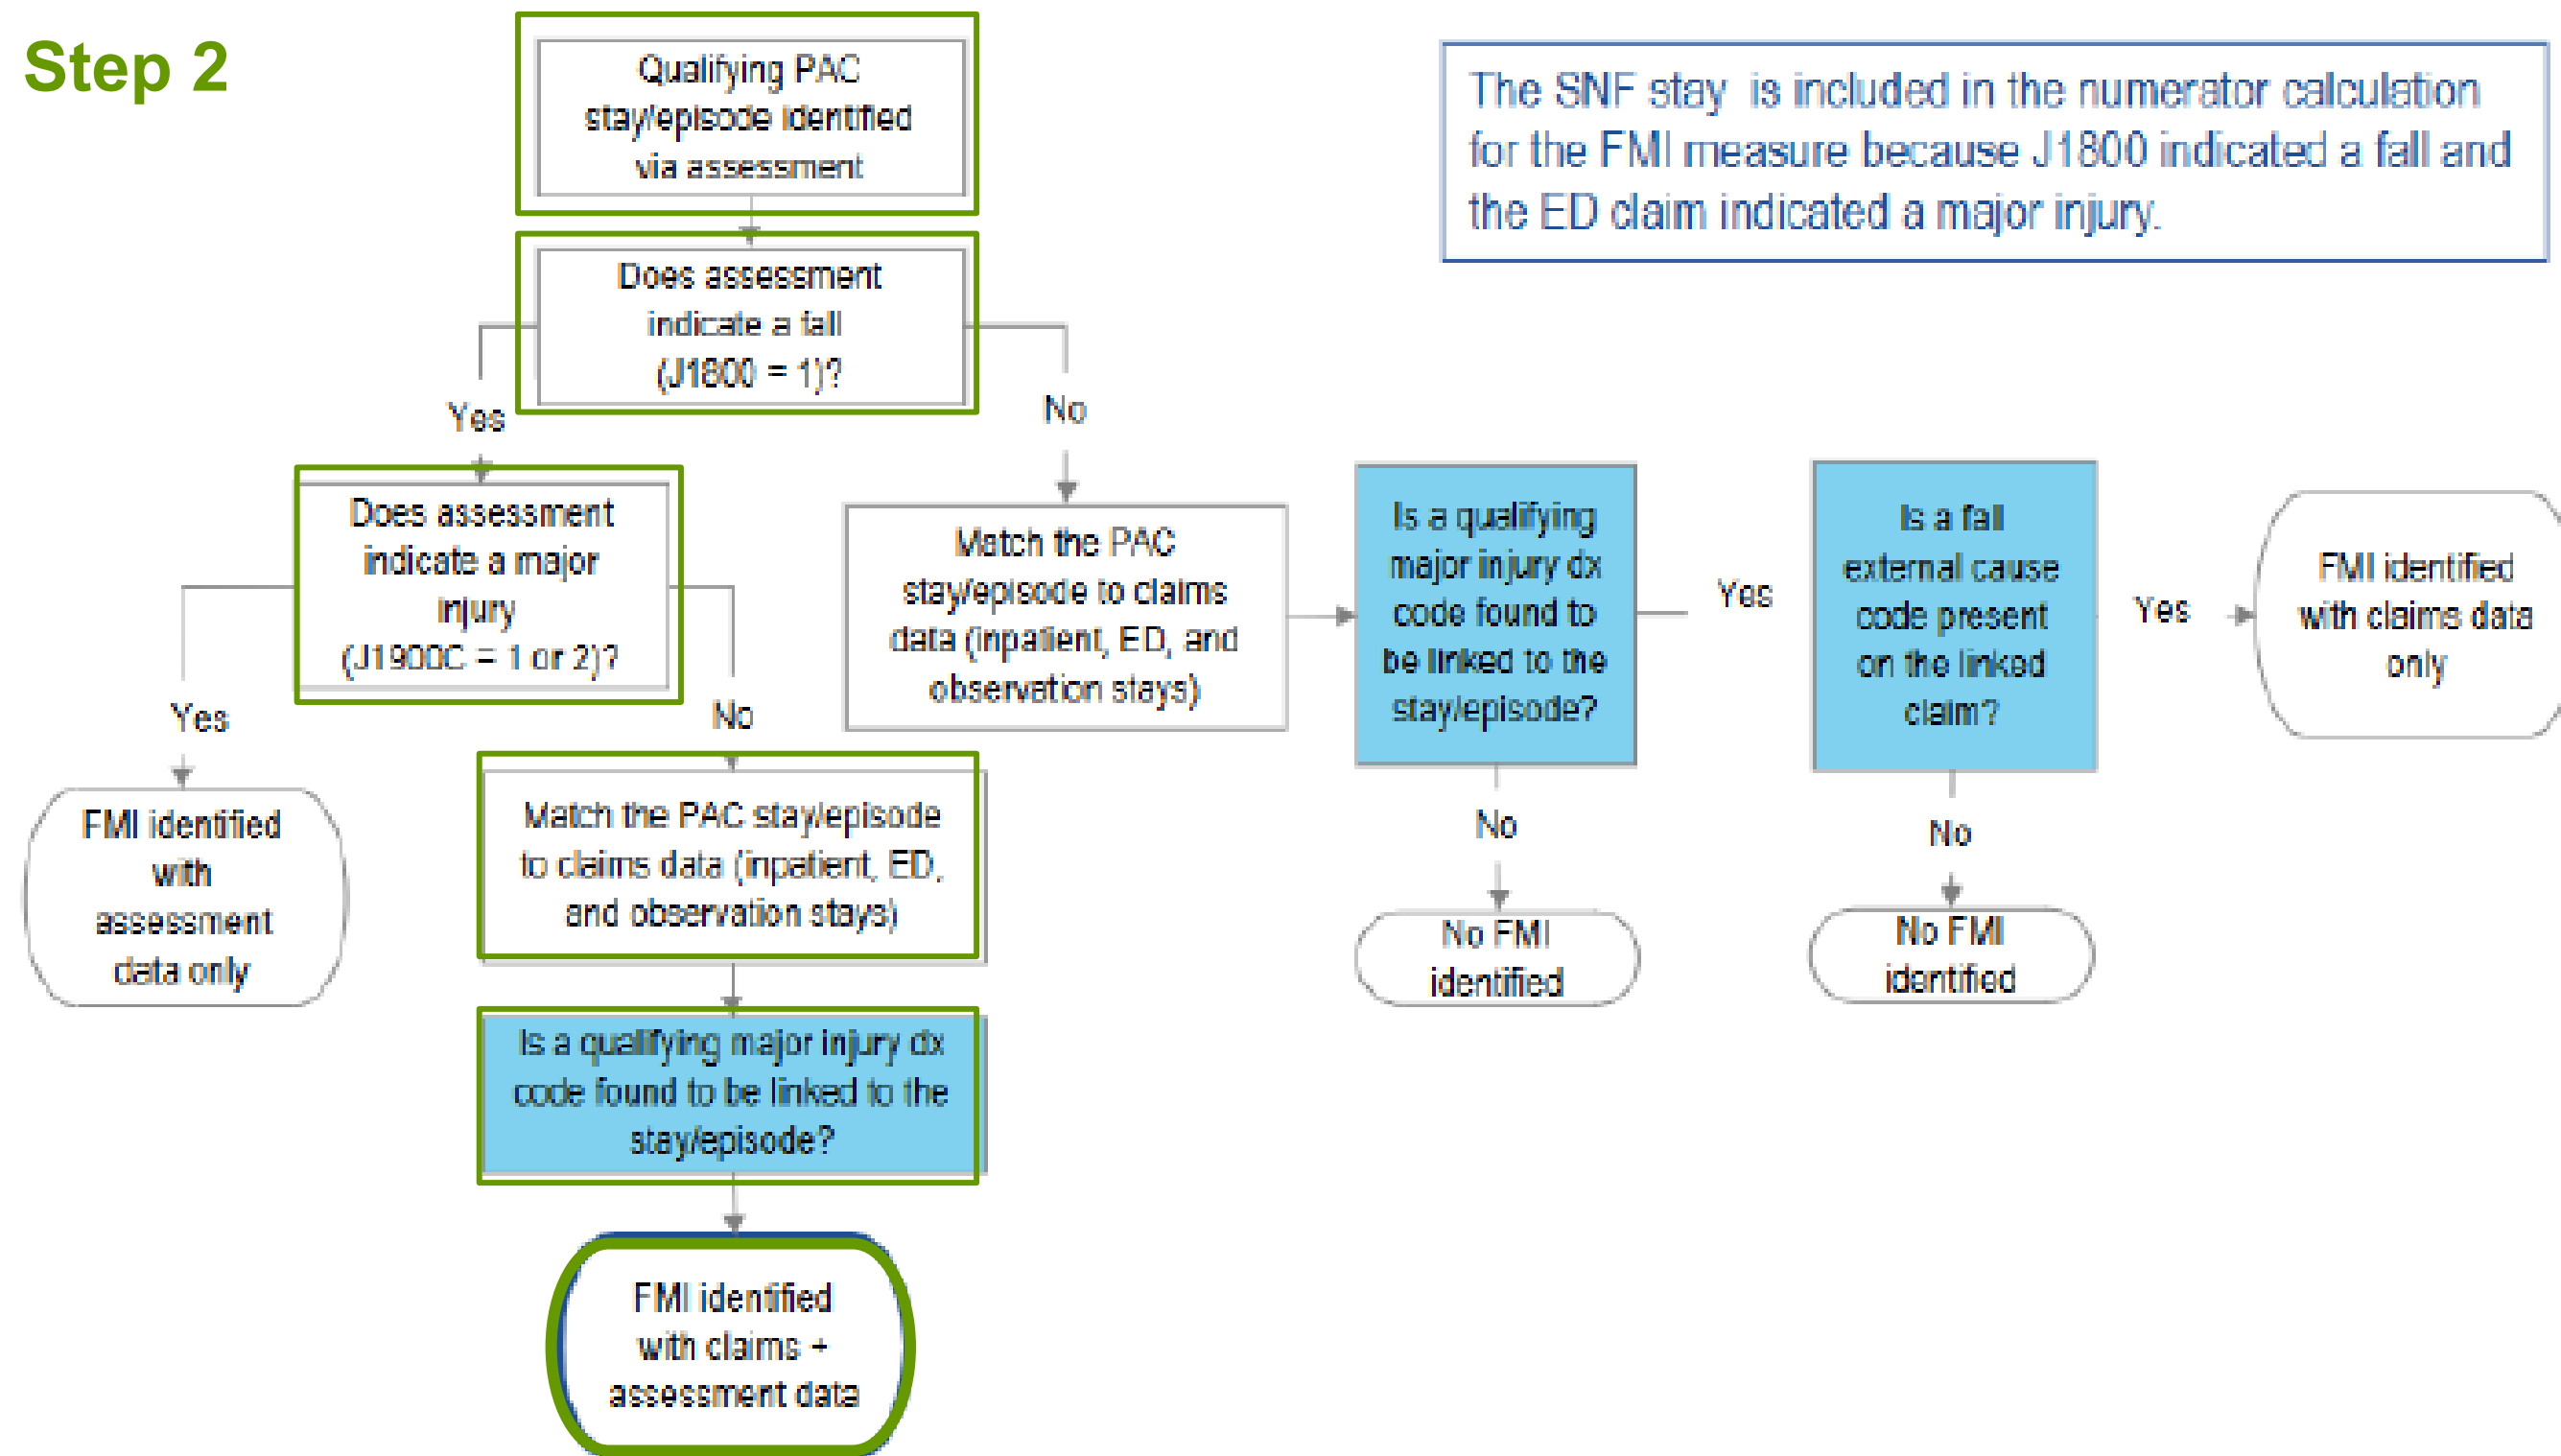 Step 2
Qualifying PAC
stay/episode identified
via assessment
The SNF stay is included in the numerator calculation
for the FMI measure because J1800 indicated a fall and
the ED claim indicated a major injury.
Does assessment
indicate a fall
(J1800 = 1)?
Yes
No
Does assessment
indicate a major
injury
(J1900C = 1 or 2)?
Match the PAC
stay/episode to claims
data (inpatient, ED, and
observation stays)
Is a qualifying
major injury dx
code found to
be linked to the
stay/episode?
Yes
Is a fall
external cause
code present
on the linked
claim?
Yes
FMI identified
with claims data
only
Yes
No
No
No
FMI identified
with
assessment
data only
Match the PAC stay/episode
to claims data (inpatient, ED,
and observation stays)
No FMI
identified
No FMI
identified
Is a qualifying major injury dx
code found to be linked to the
stay/episode?
FMI identified
with claims +
assessment data